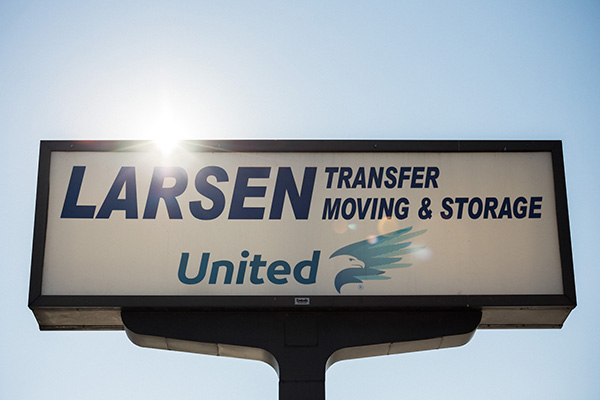 LARSEN TRANSFER
MOVING & STORAGE
United